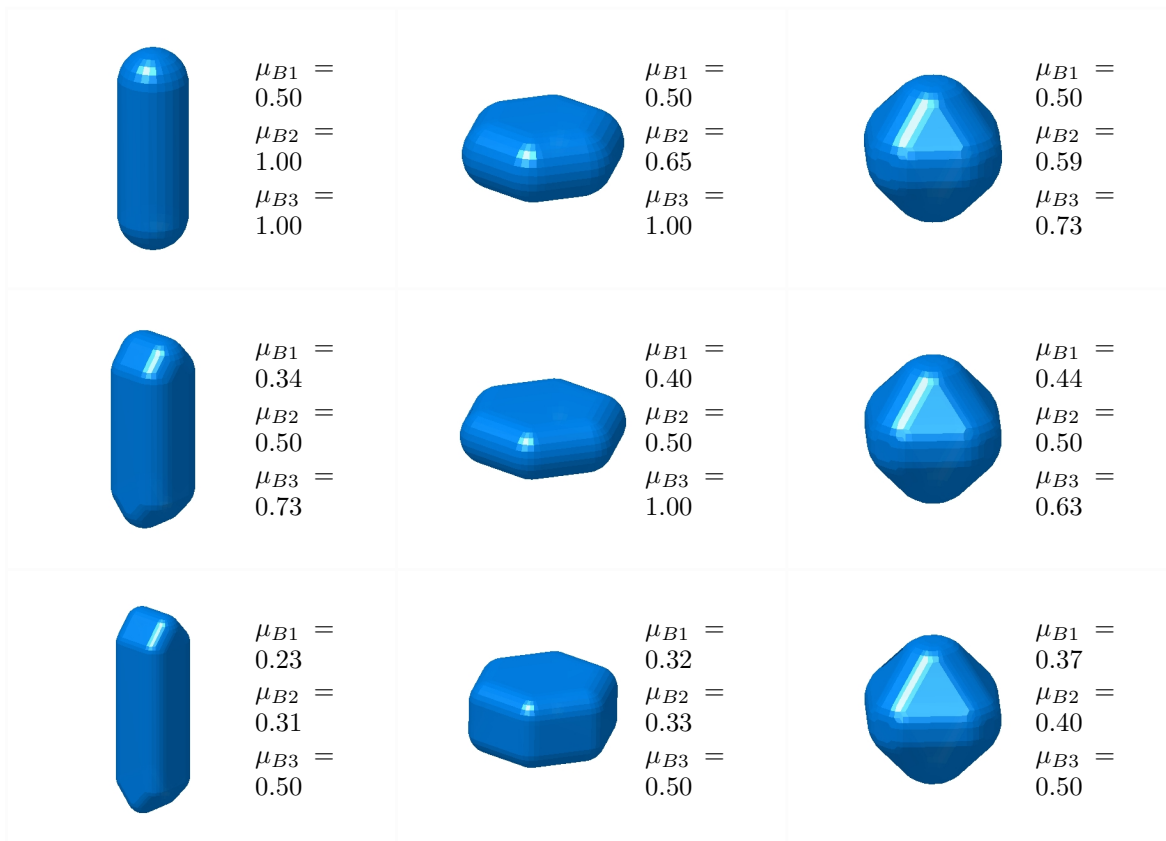 μB1 =
0.50
μB2 =
1.00
μB3 =
1.00
μB1 =
0.50
μB2 =
0.65
μB3 =
1.00
μB1 =
0.50
μB2 =
0.59
μB3 =
0.73
μB1 =
0.34
μB2 =
0.50
μB3 =
0.73
μB1 =
0.40
μB2 =
0.50
μB3 =
1.00
μB1 =
0.44
μB2 =
0.50
μB3 =
0.63
μB1 =
0.23
μB2 =
0.31
μB3 =
0.50
μB1 =
0.32
μB2 =
0.33
μB3 =
0.50
μB1 =
0.37
μB2 =
0.40
μB3 =
0.50